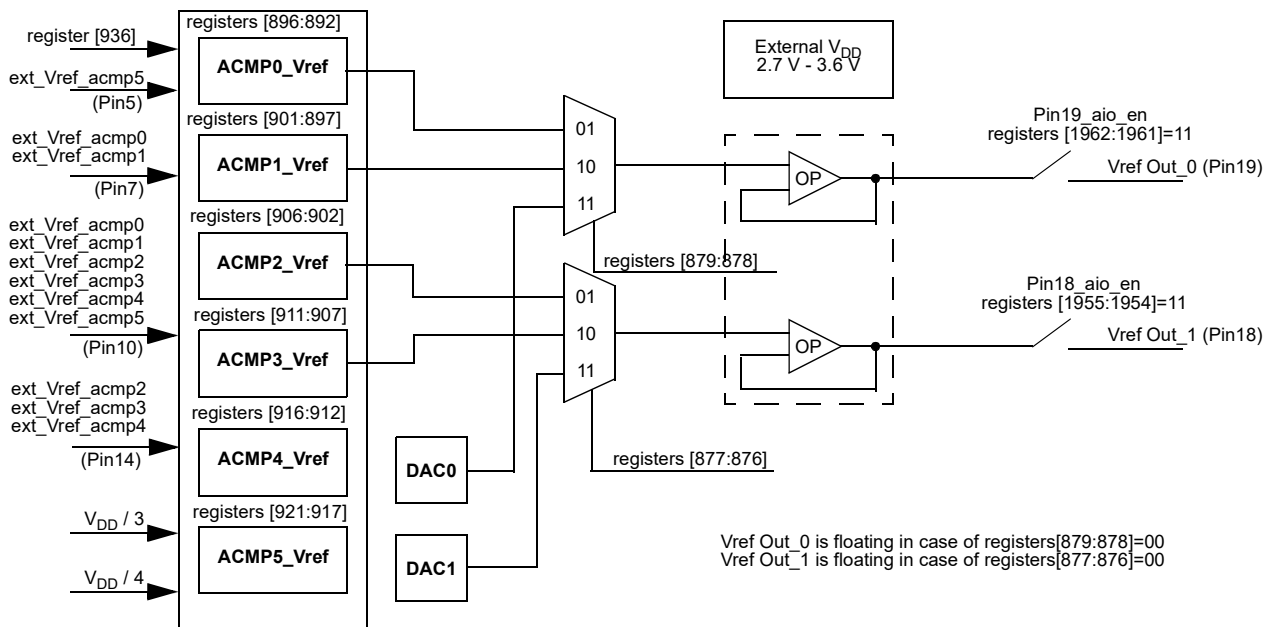 register [936]
ext_Vref_acmp5
(Pin5)
ext_Vref_acmp0
ext_Vref_acmp1
(Pin7)
ext_Vref_acmp0
ext_Vref_acmp1
ext_Vref_acmp2
ext_Vref_acmp3
ext_Vref_acmp4
ext_Vref_acmp5
(Pin10)
ext_Vref_acmp2
ext_Vref_acmp3
ext_Vref_acmp4
(Pin14)
VDD / 3
VDD / 4
registers [896:892]
ACMP0_Vref
registers [901:897]
ACMP1_Vref
registers [906:902]
ACMP2_Vref
registers [911:907]
ACMP3_Vref
registers [916:912]
ACMP4_Vref
registers [921:917]
ACMP5_Vref
DAC0
DAC1
01
10
11
registers [879:878]
01
10
11
registers [877:876]
External VDD
2.7 V - 3.6 V
OP
OP
Pin19_aio_en
registers [1962:1961]=11
Vref Out_0 (Pin19)
Pin18_aio_en
registers [1955:1954]=11
Vref Out_1 (Pin18)
Vref Out_0 is floating in case of registers[879:878]=00
Vref Out_1 is floating in case of registers[877:876]=00